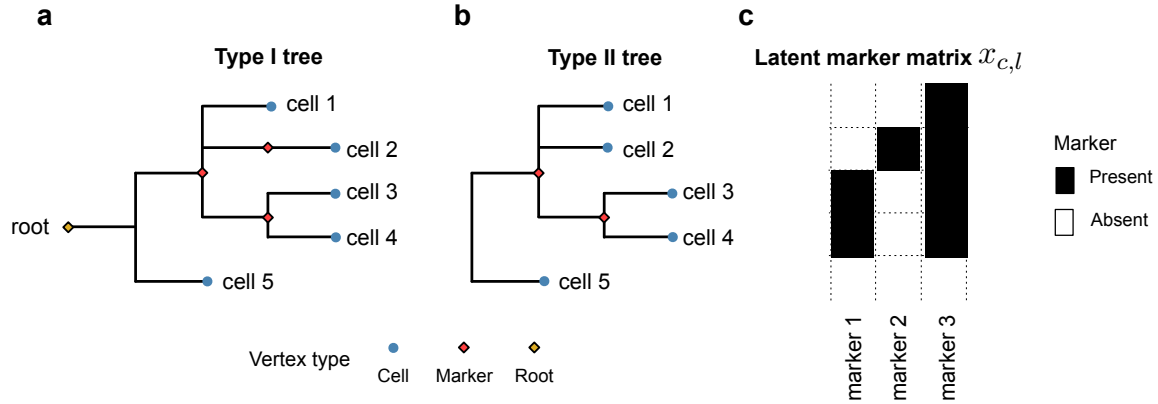 a
Type I tree
root
cell 1
cell 2
cell 3
cell 4
cell 5
b
Type II tree
cell 1
cell 2
cell 3
cell 4
cell 5
Vertex type
Cell
Marker
Root
c
Latent marker matrix x_{c,l}
marker 1
marker 2
marker 3
Marker
Present
Absent